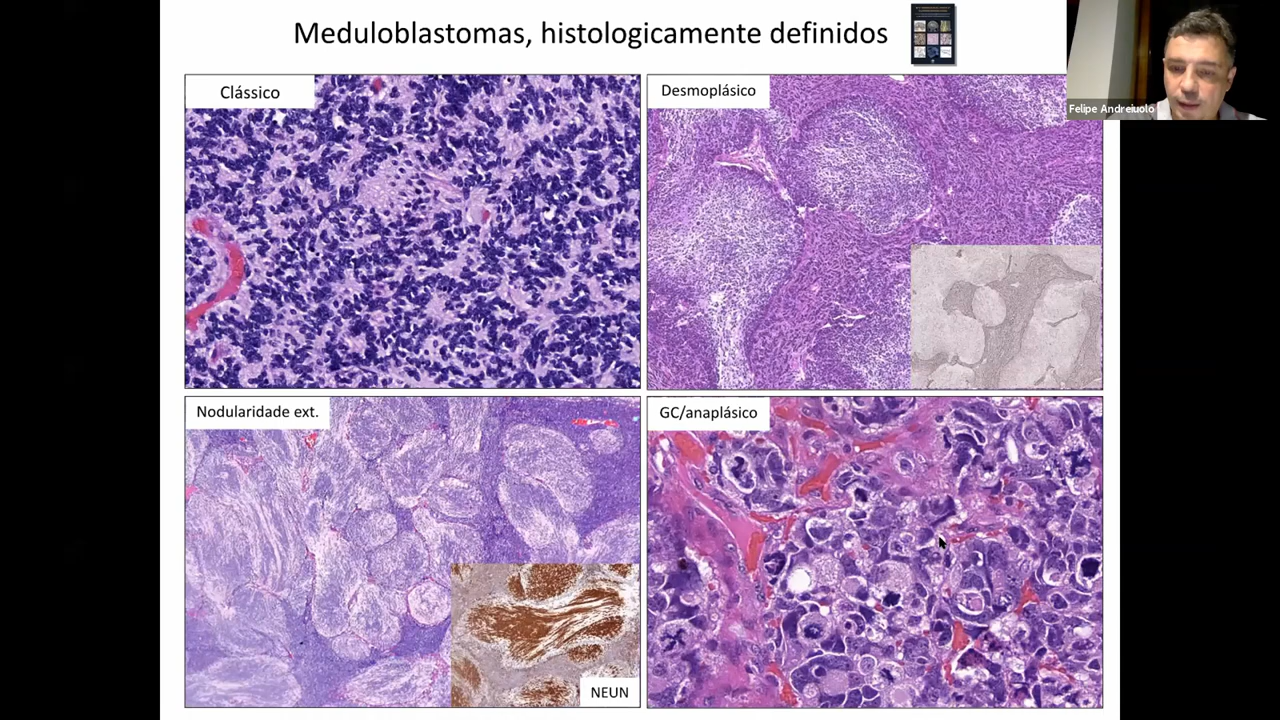 Meduloblastomas, histologicamente definidos
Felipe Andreiuolo
Clássico
Desmoplásico
Nodularidade ext.
GC/anaplásico
NEUN